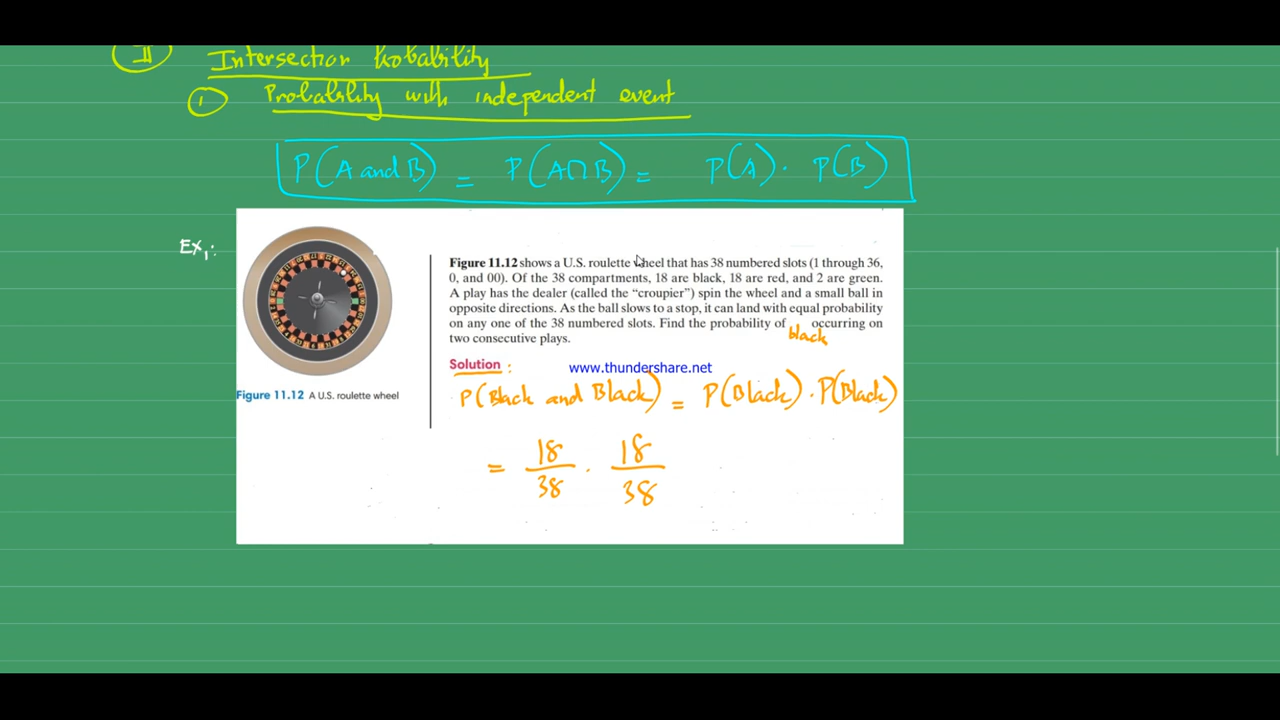 II Intersection Probability
1 Probability with independent event
P(A and B) = P(A∩B) = P(A) · P(B)
Ex1:
Figure 11.12 shows a U.S. roulette wheel that has 38 numbered slots (1 through 36,
0, and 00). Of the 38 compartments, 18 are black, 18 are red, and 2 are green.
A play has the dealer (called the “croupier”) spin the wheel and a small ball in
opposite directions. As the ball slows to a stop, it can land with equal probability
on any one of the 38 numbered slots. Find the probability of black occurring on
two consecutive plays.
Solution :
www.thundershare.net
Figure 11.12 A U.S. roulette wheel
P(Black and Black) = P(Black) · P(Black)
= 18/38 · 18/38